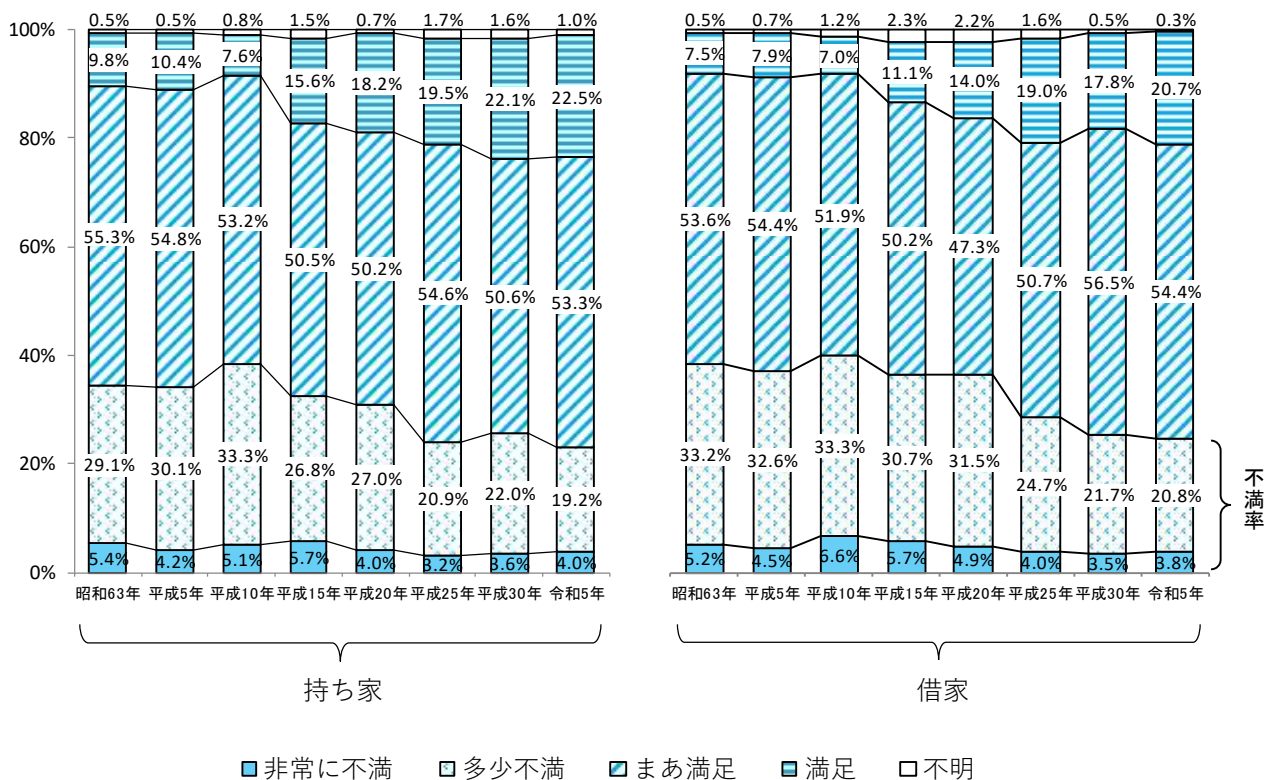 0.5% 0.5% 0.8% 1.5% 0.7% 1.7% 1.6% 1.0%
0.5% 0.7% 1.2% 2.3% 2.2% 1.6% 0.5% 0.3%
100%
80%
60%
40%
20%
0%
9.8% 10.4% 7.6% 15.6% 18.2% 19.5% 22.1% 22.5%
55.3% 54.8% 53.2% 50.5% 50.2% 54.6% 50.6% 53.3%
29.1% 30.1% 33.3% 26.8% 27.0% 20.9% 22.0% 19.2%
5.4% 4.2% 5.1% 5.7% 4.0% 3.2% 3.6% 4.0%
昭和63年 平成5年 平成10年 平成15年 平成20年 平成25年 平成30年 令和5年
持ち家
7.5% 7.9% 7.0% 11.1% 14.0% 19.0% 17.8% 20.7%
53.6% 54.4% 51.9% 50.2% 47.3% 50.7% 56.5% 54.4%
33.2% 32.6% 33.3% 30.7% 31.5% 24.7% 21.7% 20.8%
5.2% 4.5% 6.6% 5.7% 4.9% 4.0% 3.5% 3.8%
昭和63年 平成5年 平成10年 平成15年 平成20年 平成25年 平成30年 令和5年
借家
不満率
非常に不満 多少不満 まあ満足 満足 不明